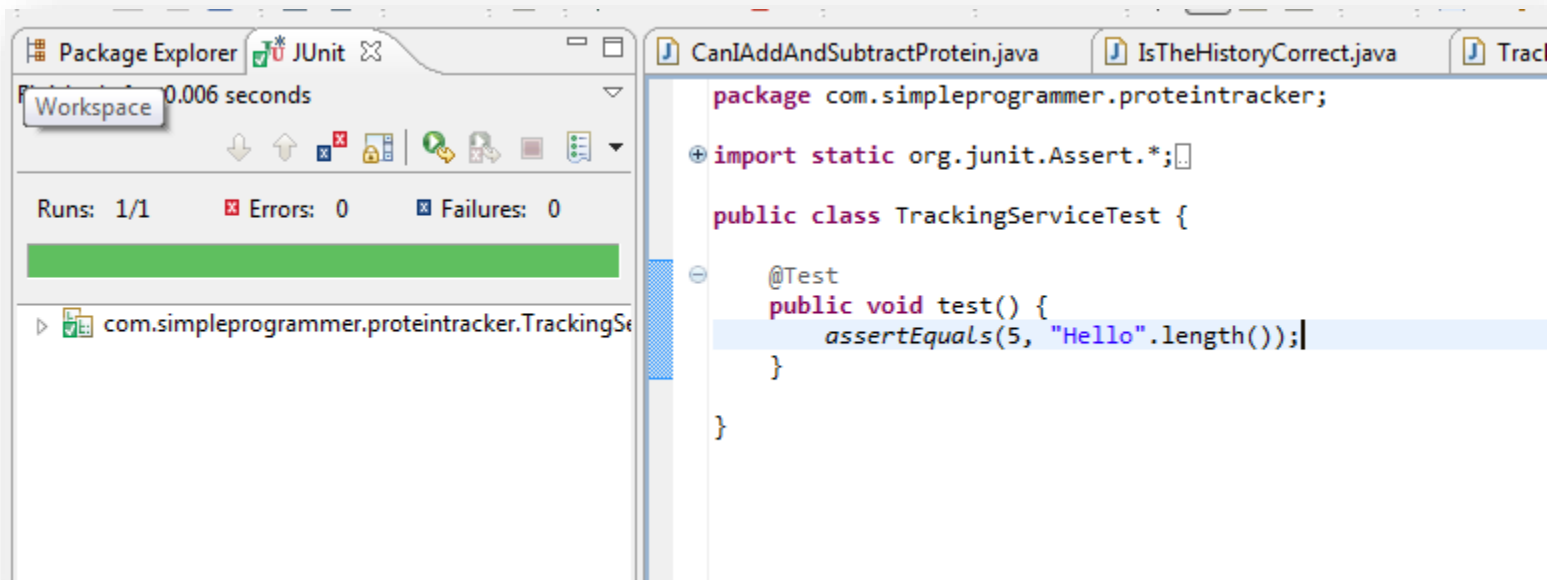 Package Explorer JUnit
0.006 seconds
Workspace
Runs: 1/1 Errors: 0 Failures: 0
com.simpleprogrammer.proteintracker.TrackingSe
CanIAddAndSubtractProtein.java IsTheHistoryCorrect.java Trac
package com.simpleprogrammer.proteintracker;
import static org.junit.Assert.*;
public class TrackingServiceTest {
@Test
public void test() {
assertEquals(5, "Hello".length());
}
}